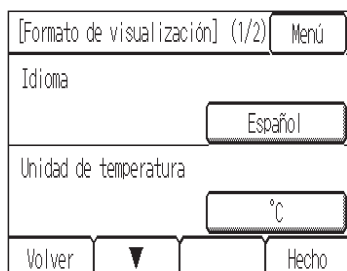 [Formato de visualización] (1/2) Menú
Idioma
Español
Unidad de temperatura
°C
Volver ▼ Hecho